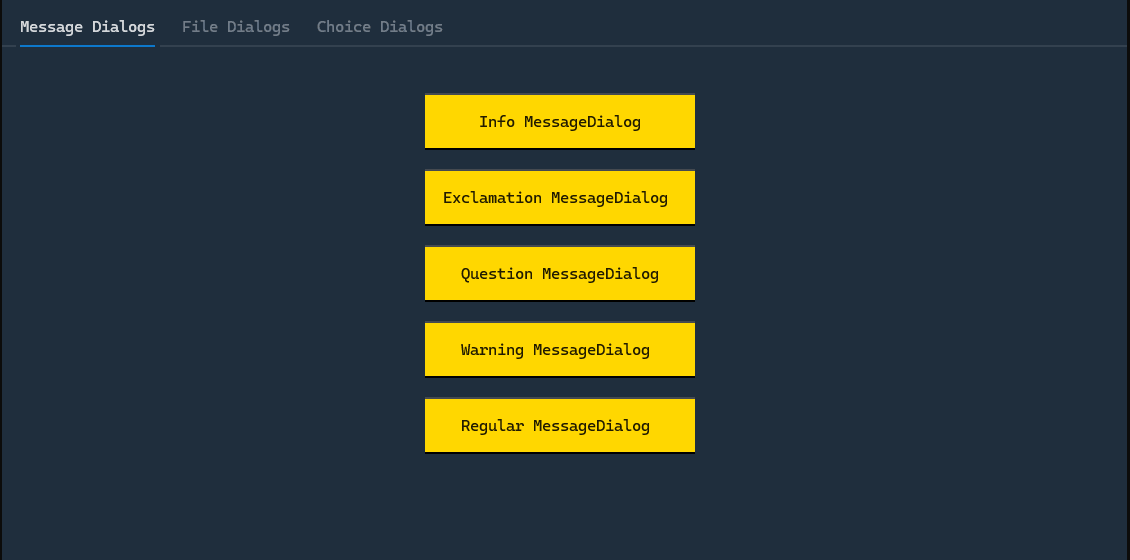 Message Dialogs File Dialogs Choice Dialogs
Info MessageDialog
Exclamation MessageDialog
Question MessageDialog
Warning MessageDialog
Regular MessageDialog